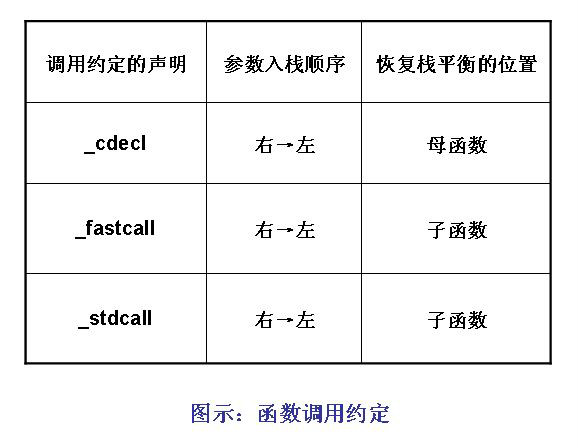 调用约定的声明 参数入栈顺序 恢复栈平衡的位置
_cdecl 右→左 母函数
_fastcall 右→左 子函数
_stdcall 右→左 子函数
图示：函数调用约定